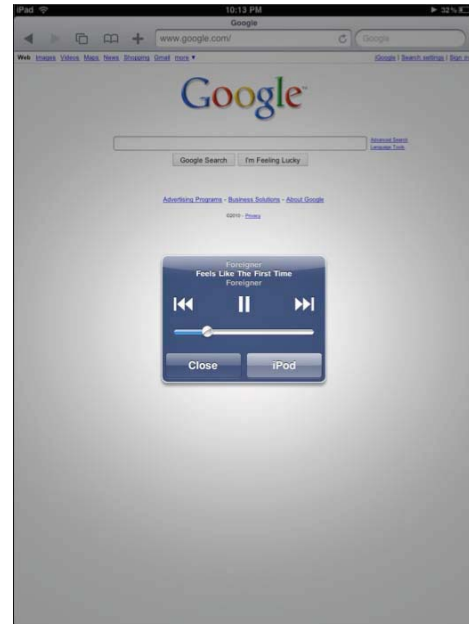 iPad 10:13 PM 32%
Google
www.google.com/ Google
Web Images Videos Maps News Shopping Gmail more ▼ iGoogle | Search settings | Sign in
Google
Advanced Search
Language Tools
Google Search I'm Feeling Lucky
Advertising Programs - Business Solutions - About Google
©2010 - Privacy
Foreigner
Feels Like The First Time
Foreigner
Close iPod